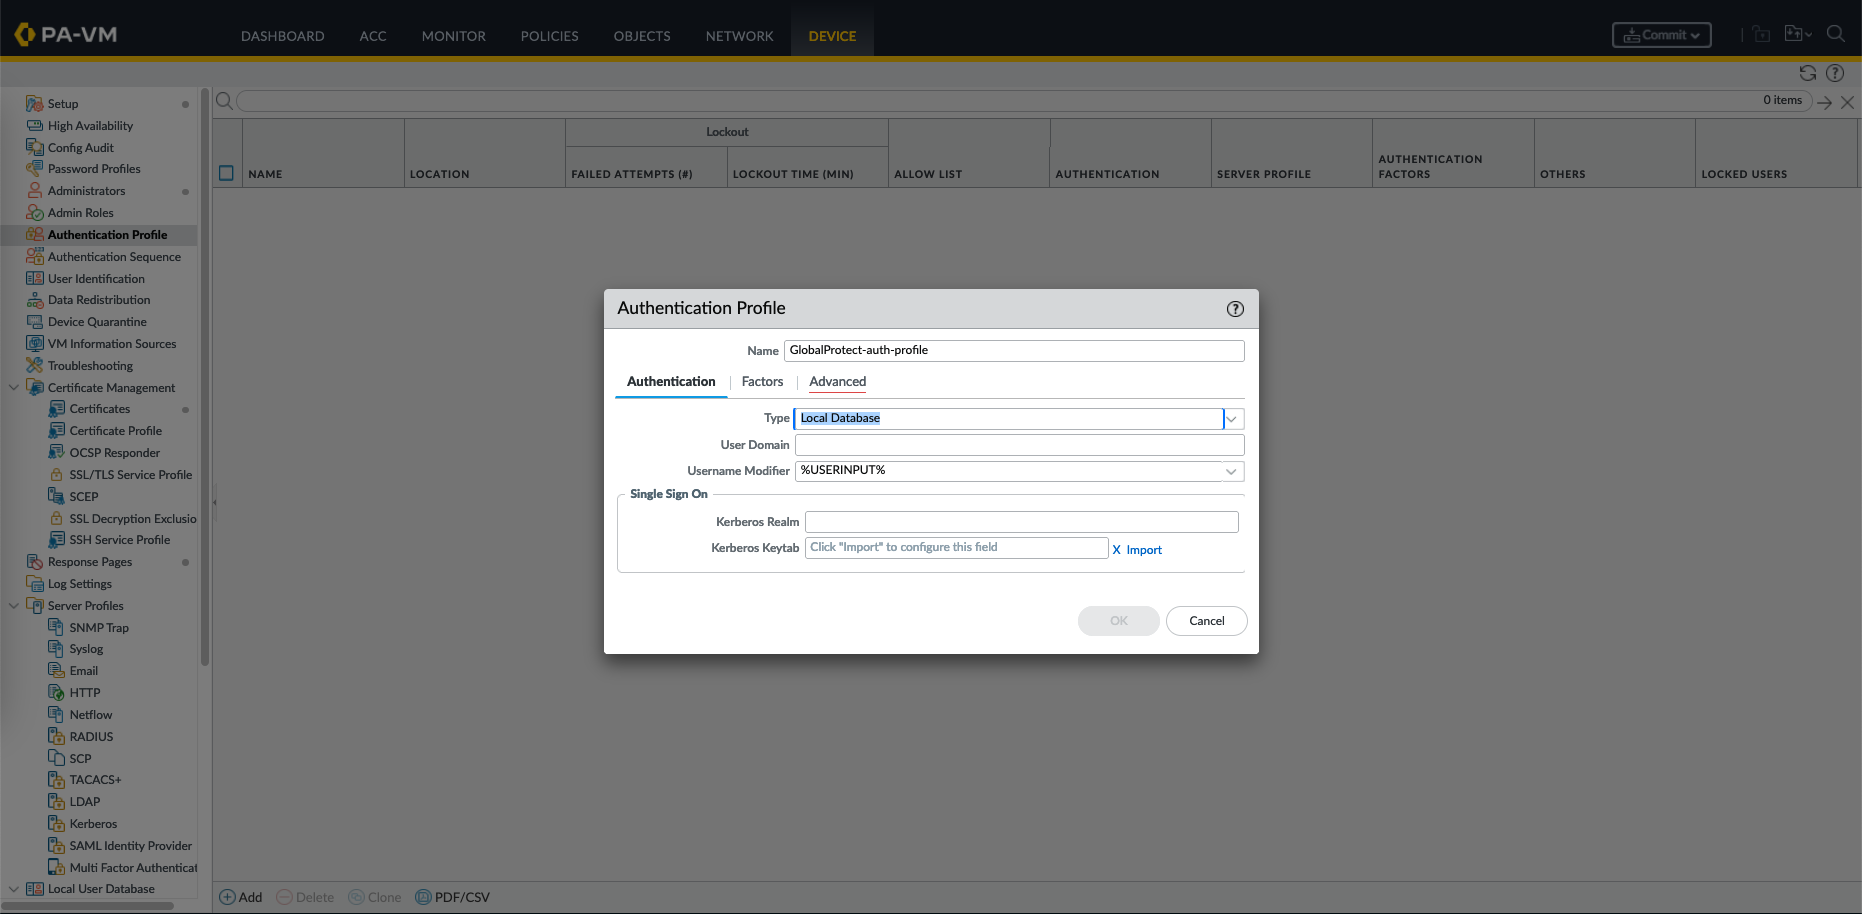 PA-VM
DASHBOARD ACC MONITOR POLICIES OBJECTS NETWORK DEVICE
Commit
0 items
Setup
High Availability
Config Audit
Password Profiles
Administrators
Admin Roles
Authentication Profile
Authentication Sequence
User Identification
Data Redistribution
Device Quarantine
VM Information Sources
Troubleshooting
Certificate Management
Certificates
Certificate Profile
OCSP Responder
SSL/TLS Service Profile
SCEP
SSL Decryption Exclusio
SSH Service Profile
Response Pages
Log Settings
Server Profiles
SNMP Trap
Syslog
Email
HTTP
Netflow
RADIUS
SCP
TACACS+
LDAP
Kerberos
SAML Identity Provider
Multi Factor Authenticat
Local User Database
Lockout
NAME LOCATION FAILED ATTEMPTS (#) LOCKOUT TIME (MIN) ALLOW LIST AUTHENTICATION SERVER PROFILE AUTHENTICATION FACTORS OTHERS LOCKED USERS
Authentication Profile
Name GlobalProtect-auth-profile
Authentication Factors Advanced
Type Local Database
User Domain
Username Modifier %USERINPUT%
Single Sign On
Kerberos Realm
Kerberos Keytab Click "Import" to configure this field X Import
OK Cancel
Add Delete Clone PDF/CSV